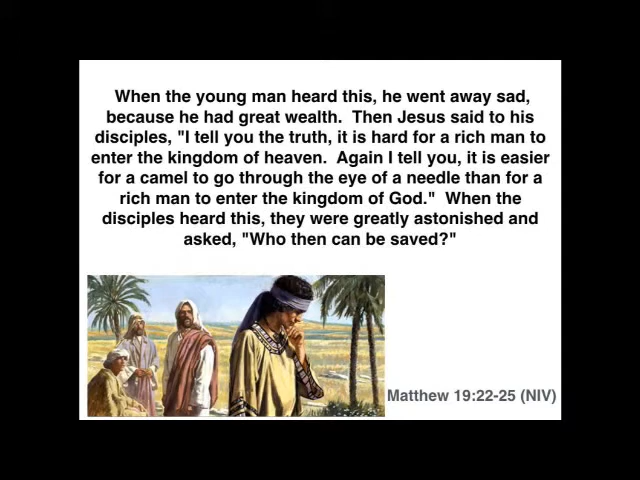 When the young man heard this, he went away sad,
because he had great wealth.  Then Jesus said to his
disciples, "I tell you the truth, it is hard for a rich man to
enter the kingdom of heaven.  Again I tell you, it is easier
for a camel to go through the eye of a needle than for a
rich man to enter the kingdom of God."  When the
disciples heard this, they were greatly astonished and
asked, "Who then can be saved?"
Matthew 19:22-25 (NIV)